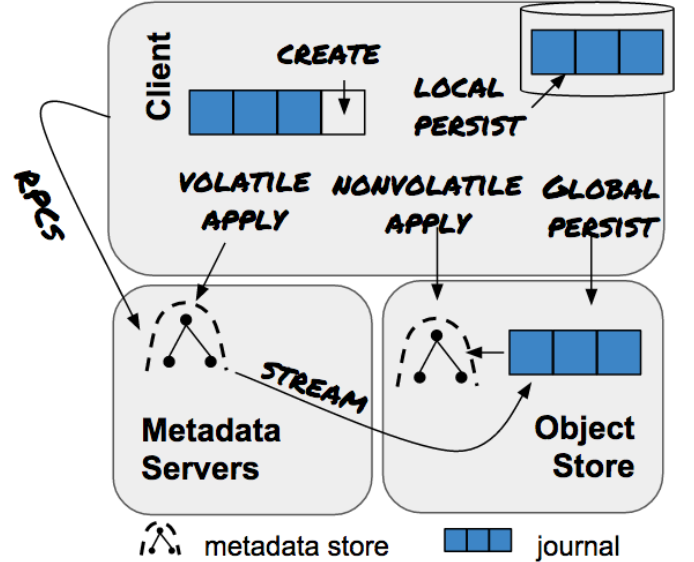 Client
CREATE
LOCAL
PERSIST
RPCS
VOLATILE
APPLY
NONVOLATILE
APPLY
GLOBAL
PERSIST
STREAM
Metadata
Servers
Object
Store
metadata store
journal